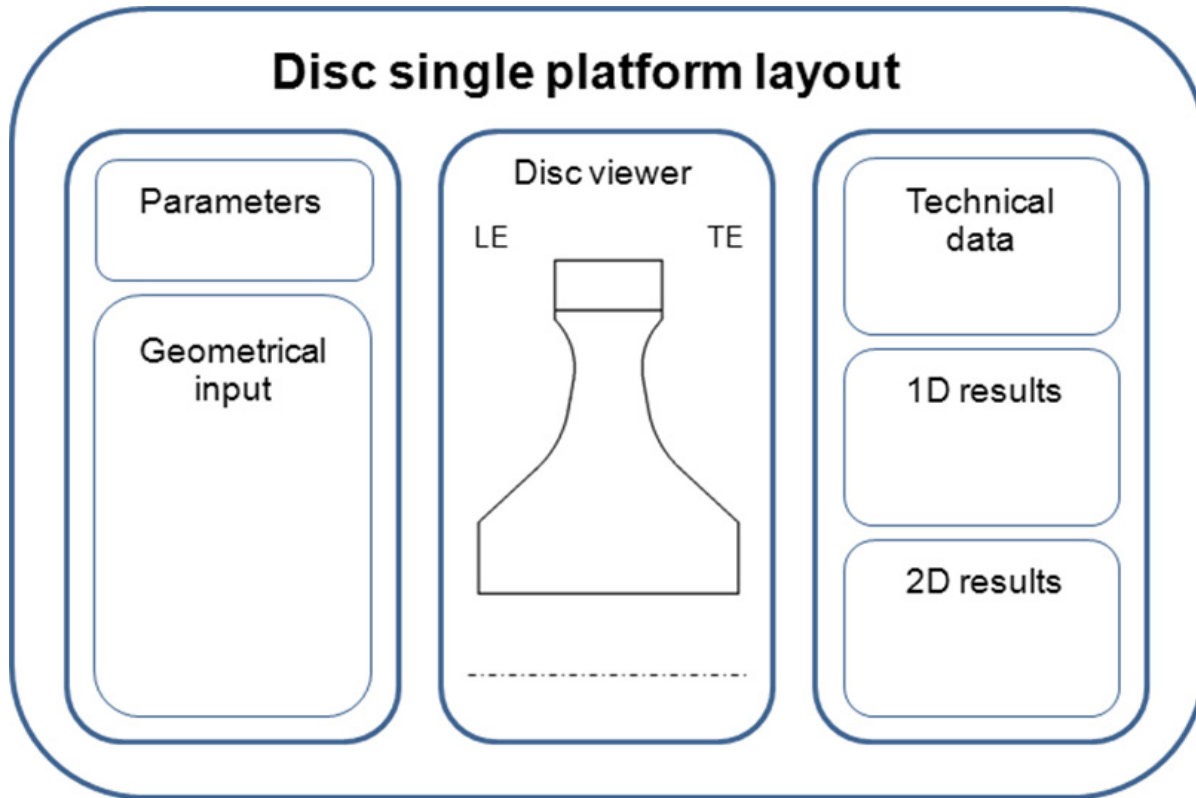 Disc single platform layout
Parameters
Geometrical
input
Disc viewer
LE TE
Technical
data
1D results
2D results